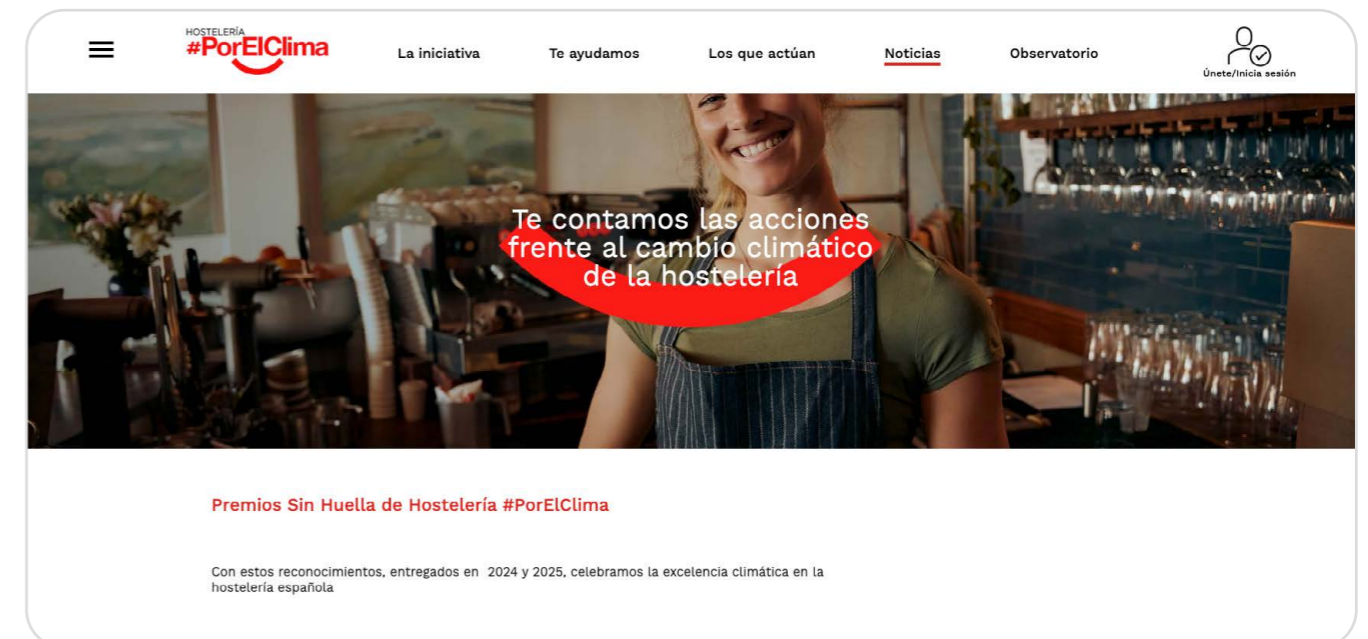 HOSTELERÍA
#PorElClima
La iniciativa
Te ayudamos
Los que actúan
Noticias
Observatorio
Únete/Inicia sesión
Te contamos las acciones
frente al cambio climático
de la hostelería
Premios Sin Huella de Hostelería #PorElClima
Con estos reconocimientos, entregados en  2024 y 2025, celebramos la excelencia climática en la
hostelería española